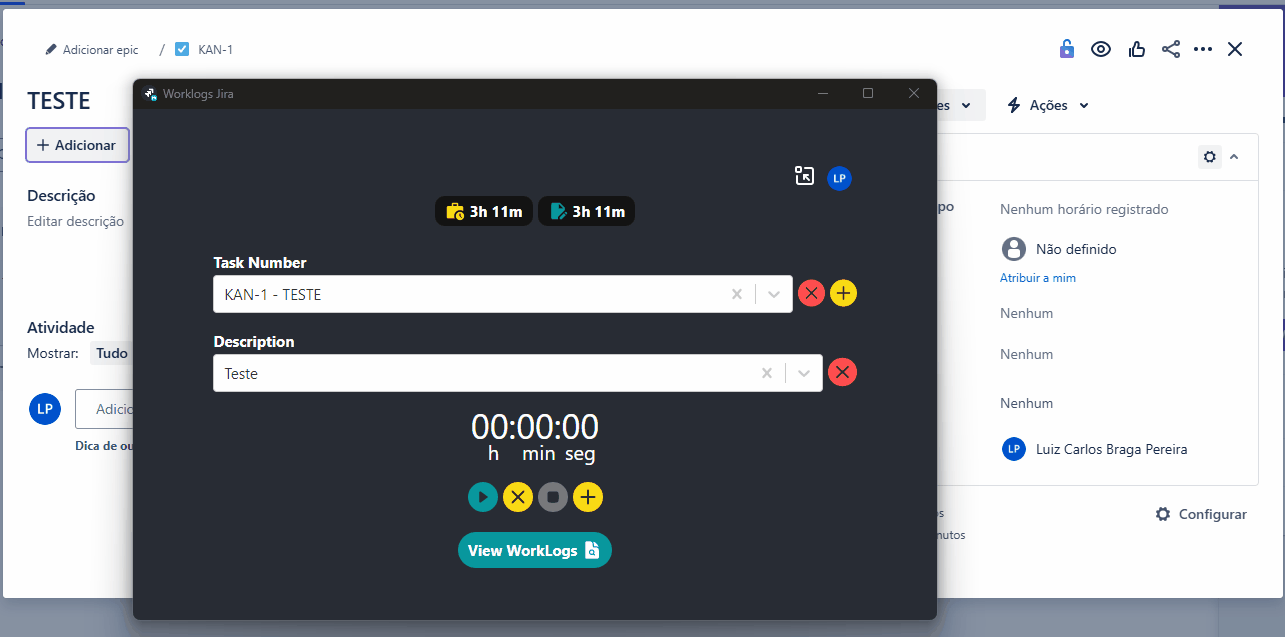 Adicionar epic / KAN-1
TESTE
Adicionar
Descrição
Editar descrição
Atividade
Mostrar: Tudo
LP Adicio
Dica de ou
Worklogs Jira
LP
3h 11m 3h 11m
Task Number
KAN-1 - TESTE
Description
Teste
00:00:00
h min seg
View WorkLogs
es Ações
po Nenhum horário registrado
Não definido
Atribuir a mim
Nenhum
Nenhum
Nenhum
LP Luiz Carlos Braga Pereira
os
nutos
Configurar